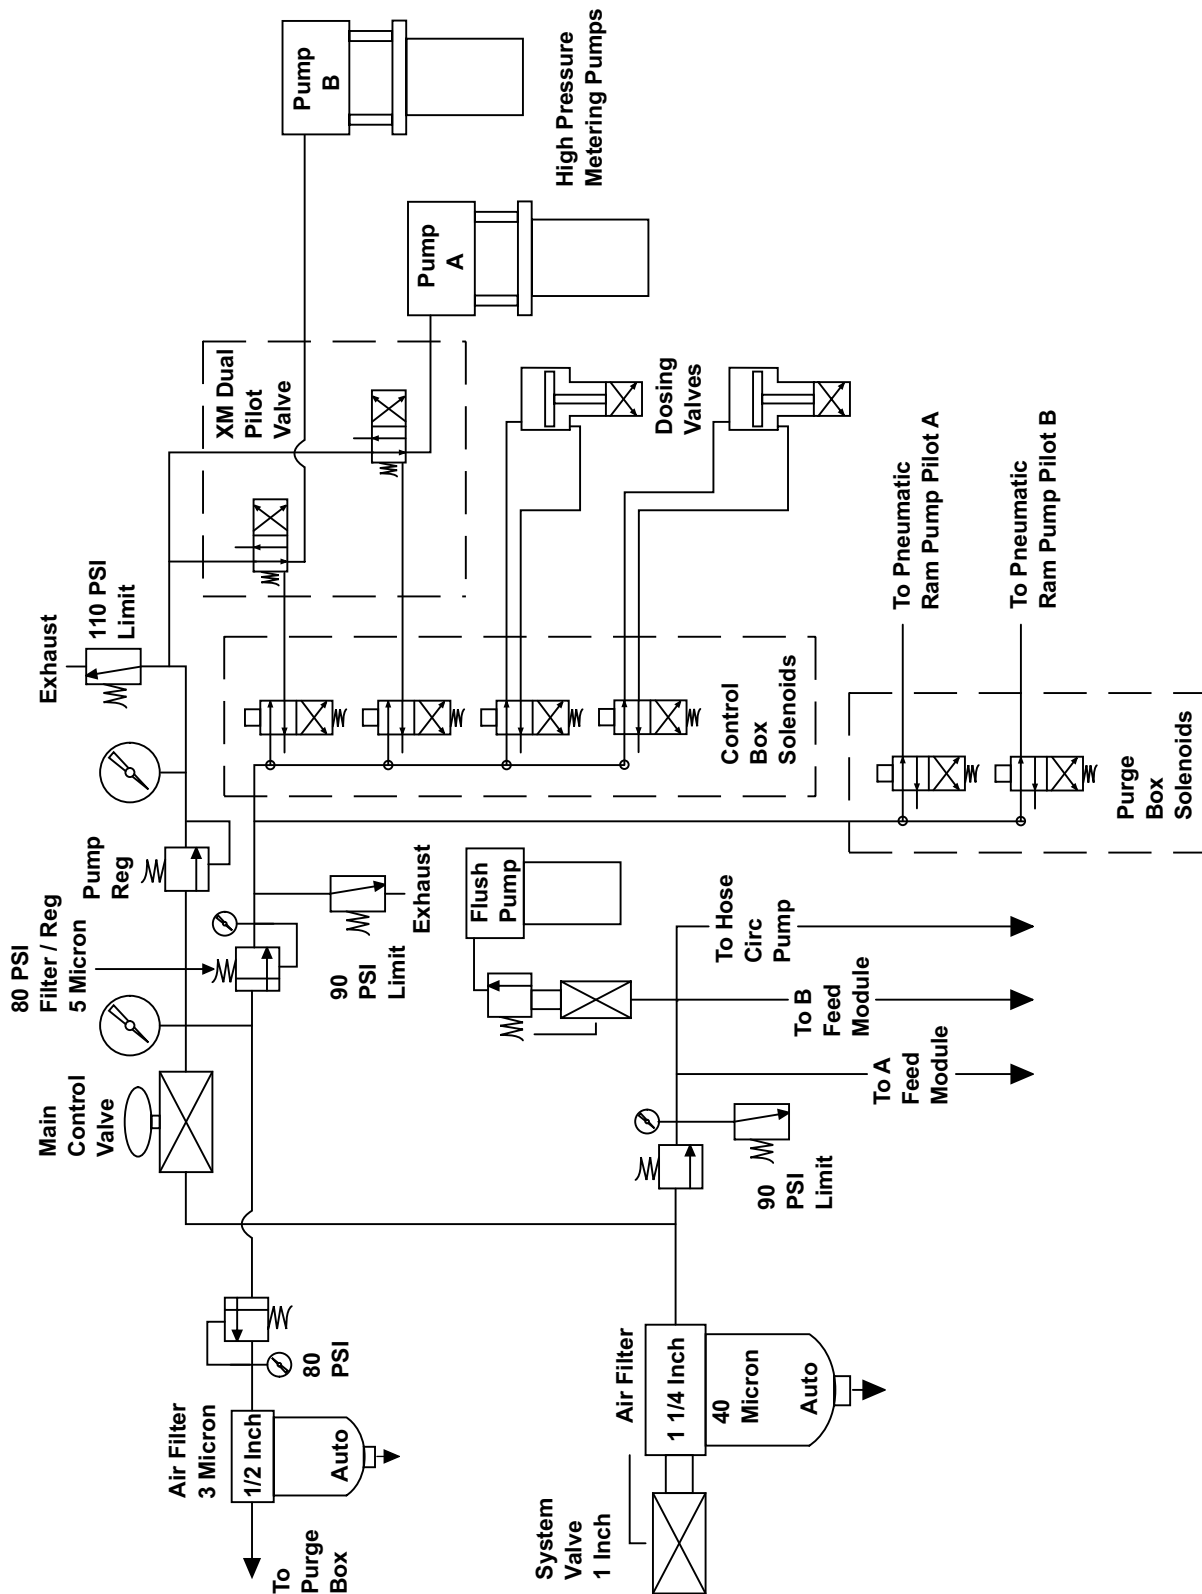 Pump
B
High Pressure
Metering Pumps
Pump
A
XM Dual
Pilot
Valve
Dosing
Valves
To Pneumatic
Ram Pump Pilot A
To Pneumatic
Ram Pump Pilot B
Exhaust
110 PSI
Limit
Control
Box
Solenoids
Purge
Box
Solenoids
Pump
Reg
80 PSI
Filter / Reg
5 Micron
90
PSI
Limit
Exhaust
Flush
Pump
To Hose
Circ
Pump
To B
Feed
Module
To A
Feed
Module
Main
Control
Valve
90
PSI
Limit
80
PSI
Air Filter
3 Micron
1/2 Inch
Auto
To
Purge
Box
Air Filter
1 1/4 Inch
40
Micron
Auto
System
Valve
1 Inch